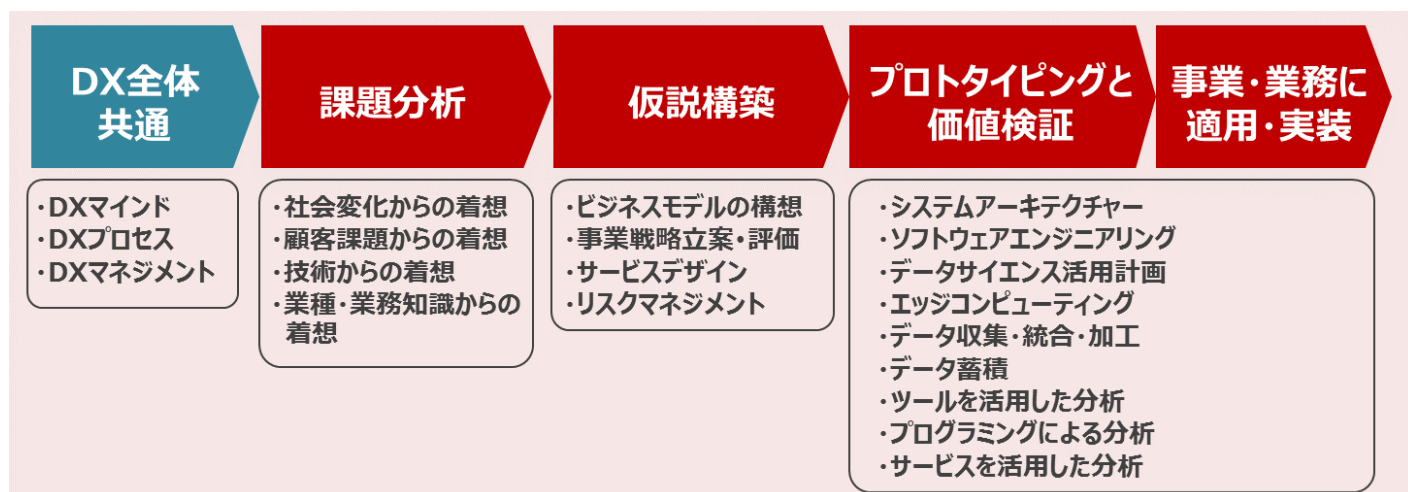 DX全体
共通
課題分析
仮説構築
プロトタイピングと
価値検証
事業・業務に
適用・実装
・DXマインド
・DXプロセス
・DXマネジメント
・社会変化からの着想
・顧客課題からの着想
・技術からの着想
・業種・業務知識からの
着想
・ビジネスモデルの構想
・事業戦略立案・評価
・サービスデザイン
・リスクマネジメント
・システムアーキテクチャー
・ソフトウェアエンジニアリング
・データサイエンス活用計画
・エッジコンピューティング
・データ収集・統合・加工
・データ蓄積
・ツールを活用した分析
・プログラミングによる分析
・サービスを活用した分析